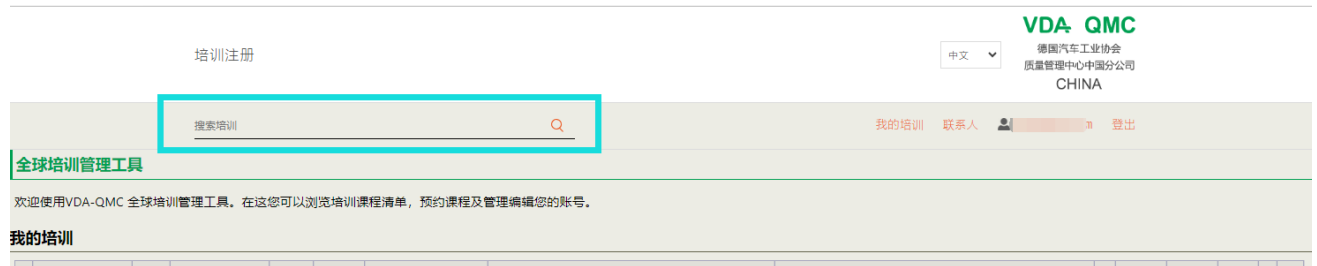 培训注册
中文
VDA QMC
德国汽车工业协会
质量管理中心中国分公司
CHINA
搜索培训
我的培训 联系人 登出
全球培训管理工具
欢迎使用VDA-QMC 全球培训管理工具。在这您可以浏览培训课程清单，预约课程及管理编辑您的账号。
我的培训